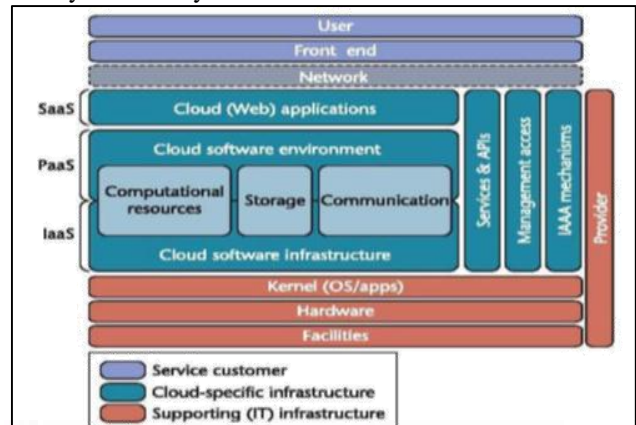 User
Front end
Network
SaaS
Cloud (Web) applications
PaaS
Cloud software environment
Computational
resources
Storage
Communication
IaaS
Cloud software infrastructure
Services & APIs
Management access
IAAA mechanisms
Provider
Kernel (OS/apps)
Hardware
Facilities
Service customer
Cloud-specific infrastructure
Supporting (IT) infrastructure